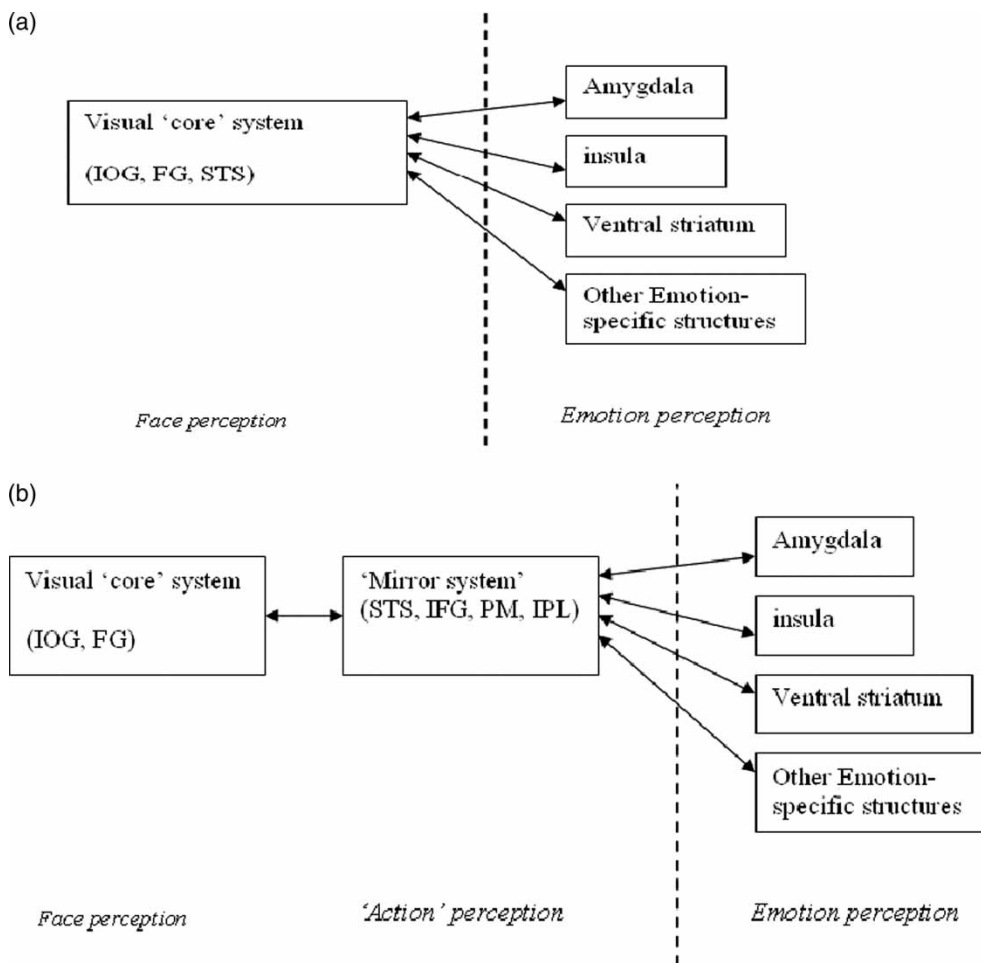 (a)
Visual ‘core’ system
(IOG, FG, STS)
Amygdala
insula
Ventral striatum
Other Emotion-
specific structures
Face perception
Emotion perception
(b)
Visual ‘core’ system
(IOG, FG)
‘Mirror system’
(STS, IFG, PM, IPL)
Amygdala
insula
Ventral striatum
Other Emotion-
specific structures
Face perception
‘Action’ perception
Emotion perception